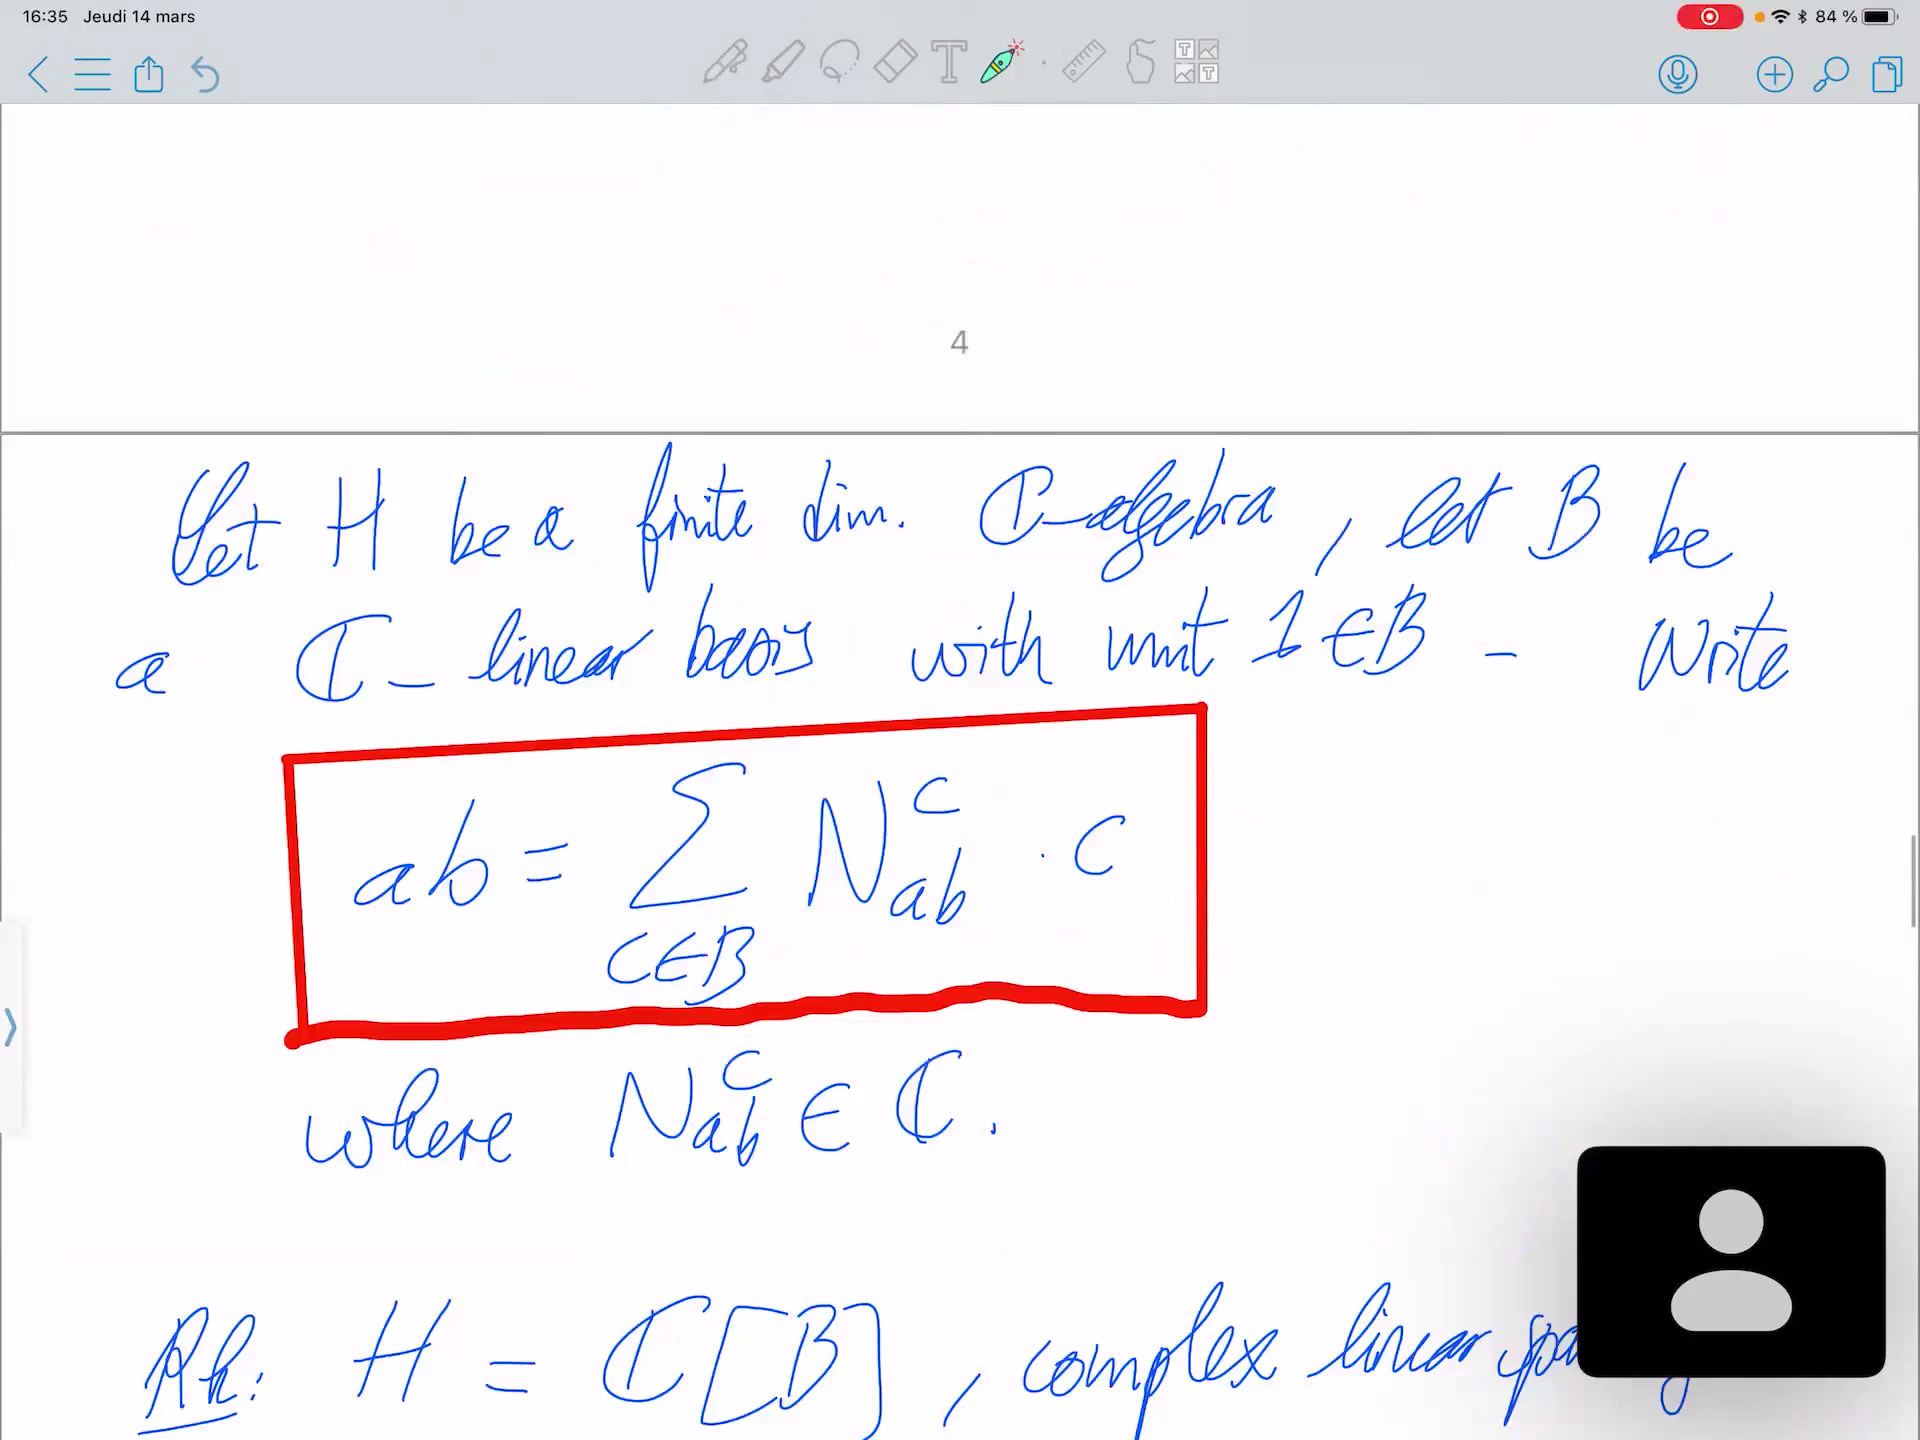 16:35 Jeudi 14 mars
84 %
4
Let H be a finite dim. ℂ-algebra, let B be
a ℂ-linear basis with unit 1 ∈ B - Write
ab = ∑_{c∈B} N_{ab}^c · c
where N_{ab}^c ∈ ℂ.
Rk: H = ℂ[B], complex linear